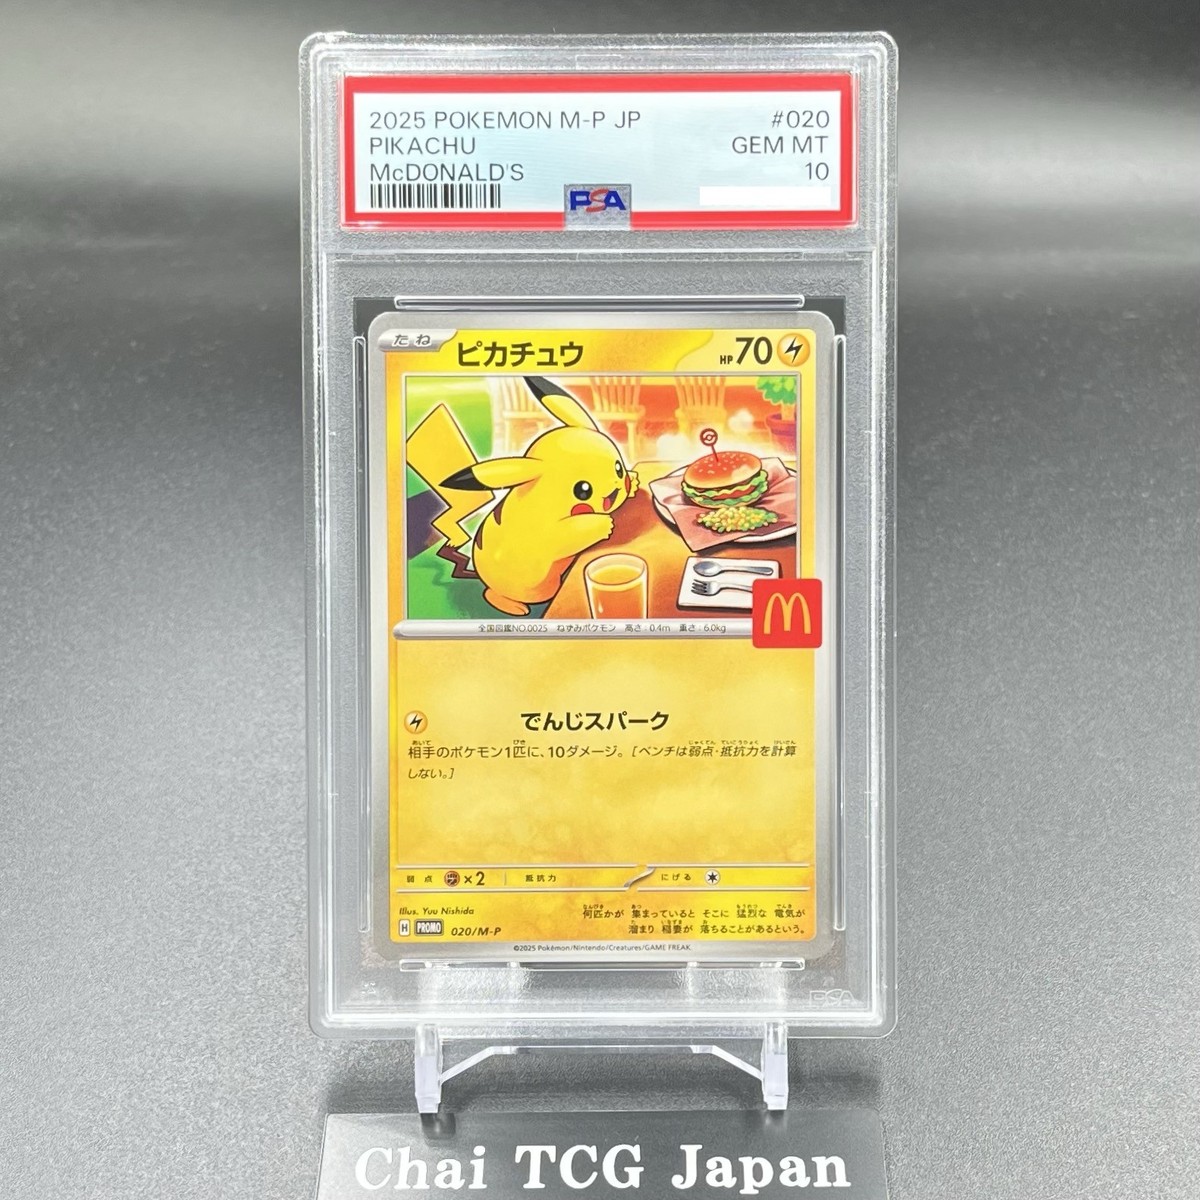 2025 POKEMON M-P JP #020
PIKACHU GEM MT
McDONALD'S 10
PSA
たね ピカチュウ HP70
全国図鑑NO.0025 ねずみポケモン 高さ:0.4m 重さ:6.0kg
でんじスパーク
相手のポケモン1匹に、10ダメージ。[ベンチは弱点・抵抗力を計算
しない。]
弱点 ×2 抵抗力 にげる
Illus. Yuu Nishida
何匹かが 集まっていると そこに 猛烈な 電気が
溜まり 稲妻が 落ちることがあるという。
H PROMO 020/M-P
©2025 Pokémon/Nintendo/Creatures/GAME FREAK.
PSA
Chai TCG Japan